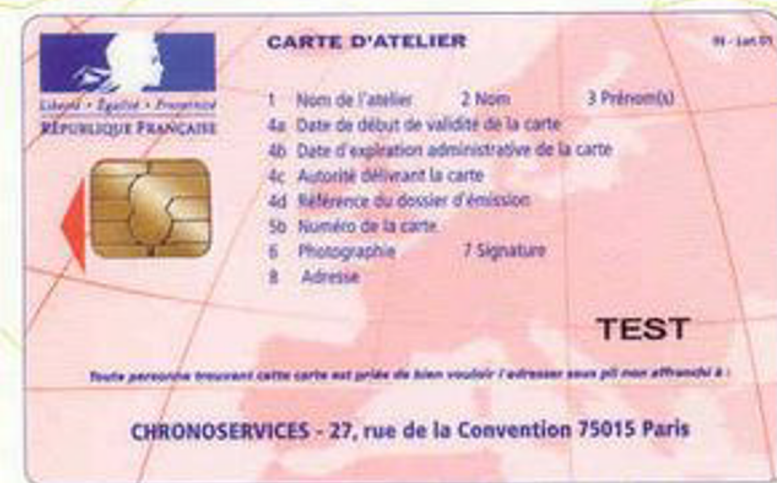 CARTE D'ATELIER
Liberté • Égalité • Fraternité
RÉPUBLIQUE FRANÇAISE
1 Nom de l'atelier 2 Nom 3 Prénom(s)
4a Date de début de validité de la carte
4b Date d'expiration administrative de la carte
4c Autorité délivrant la carte
4d Référence du dossier d'émission
5b Numéro de la carte
6 Photographie 7 Signature
8 Adresse
TEST
Toute personne trouvant cette carte est priée de bien vouloir l'adresser sous pli non affranchi à :
CHRONOSERVICES - 27, rue de la Convention 75015 Paris